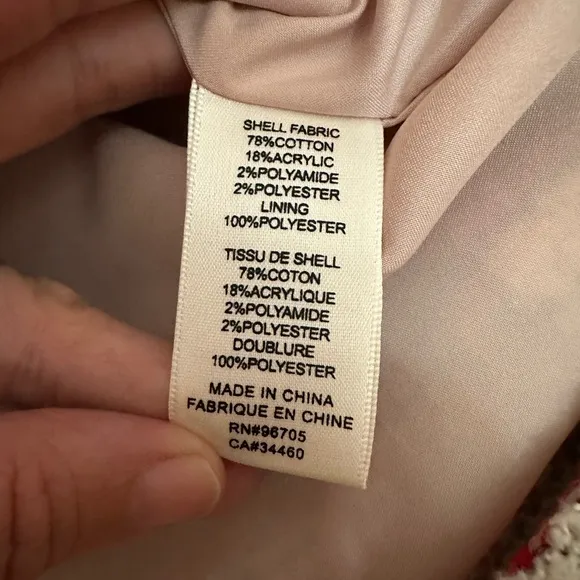 SHELL FABRIC
78%COTTON
18%ACRYLIC
2%POLYAMIDE
2%POLYESTER
LINING
100%POLYESTER
TISSU DE SHELL
78%COTON
18%ACRYLIQUE
2%POLYAMIDE
2%POLYESTER
DOUBLURE
100%POLYESTER
MADE IN CHINA
FABRIQUE EN CHINE
RN#96705
CA#34460